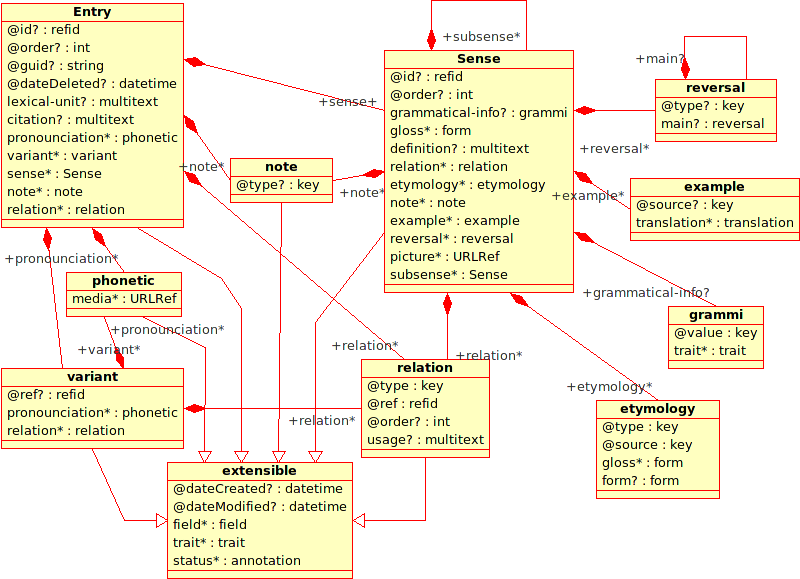 Entry
@id? : refid
@order? : int
@guid? : string
@dateDeleted? : datetime
lexical-unit? : multitext
citation? : multitext
pronounciation* : phonetic
variant* : variant
sense* : Sense
note* : note
relation* : relation
+subsense*
Sense
@id? : refid
@order? : int
grammatical-info? : grammi
gloss* : form
definition? : multitext
relation* : relation
etymology* : etymology
note* : note
example* : example
reversal* : reversal
picture* : URLRef
subsense* : Sense
+main?
reversal
@type? : key
main? : reversal
+sense+
+reversal*
+note*
note
@type? : key
+note*
+example*
example
@source? : key
translation* : translation
+pronounciation*
phonetic
media* : URLRef
+grammatical-info?
grammi
@value : key
trait* : trait
+pronounciation*
+variant*
+relation*
+relation*
variant
@ref? : refid
pronounciation* : phonetic
relation* : relation
relation
@type : key
@ref : refid
@order? : int
usage? : multitext
+relation*
+etymology*
etymology
@type : key
@source : key
gloss* : form
form? : form
extensible
@dateCreated? : datetime
@dateModified? : datetime
field* : field
trait* : trait
status* : annotation